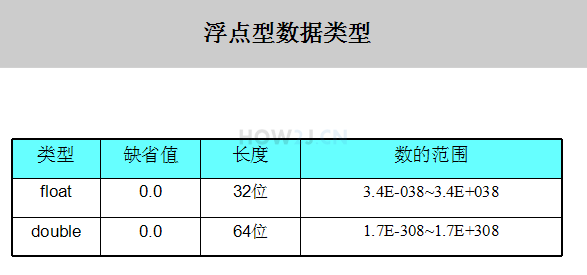 浮点型数据类型
HOW2J.CN
类型 缺省值 长度 数的范围
float 0.0 32位 3.4E-038~3.4E+038
double 0.0 64位 1.7E-308~1.7E+308